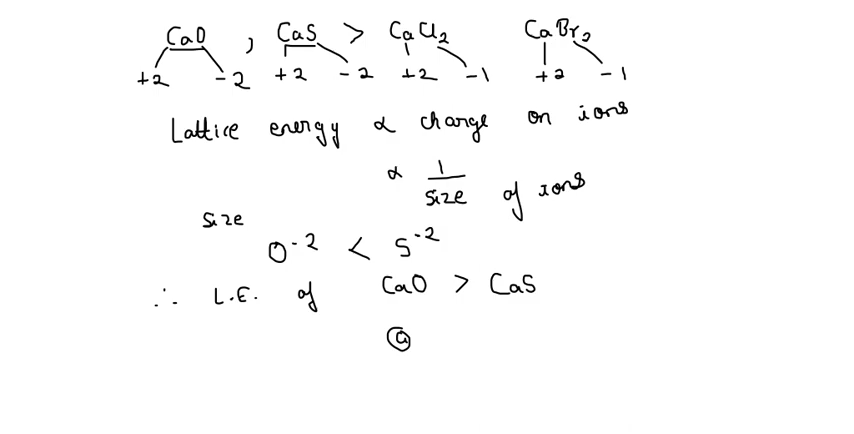 CaO , CaS > CaCl₂ CaBr₂
+2 -2 +2 -2 +2 -1 +2 -1
Lattice energy ∝ charge on ions
∝ 1/size of ions
size
O⁻² < S⁻²
∴ L.E. of CaO > CaS
ⓐ